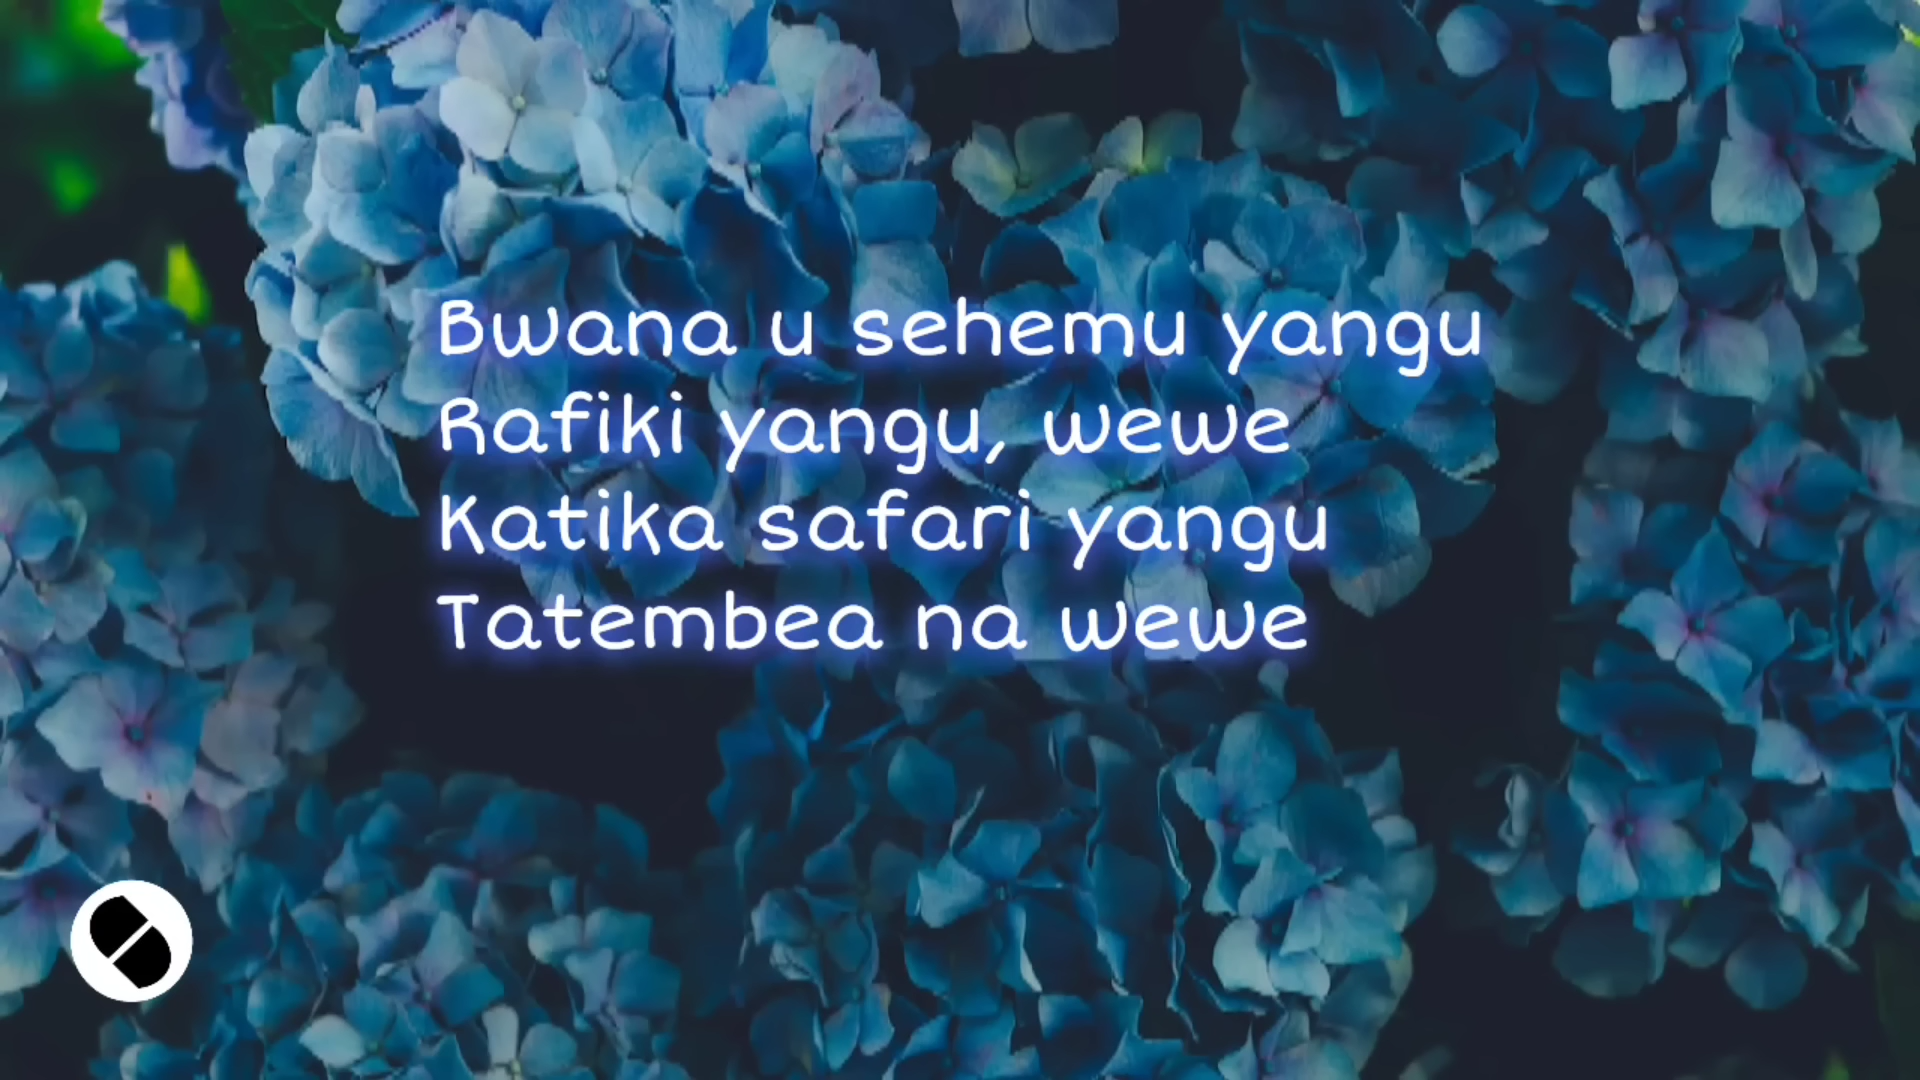 Bwana u sehemu yangu
Rafiki yangu, wewe
Katika safari yangu
Tatembea na wewe